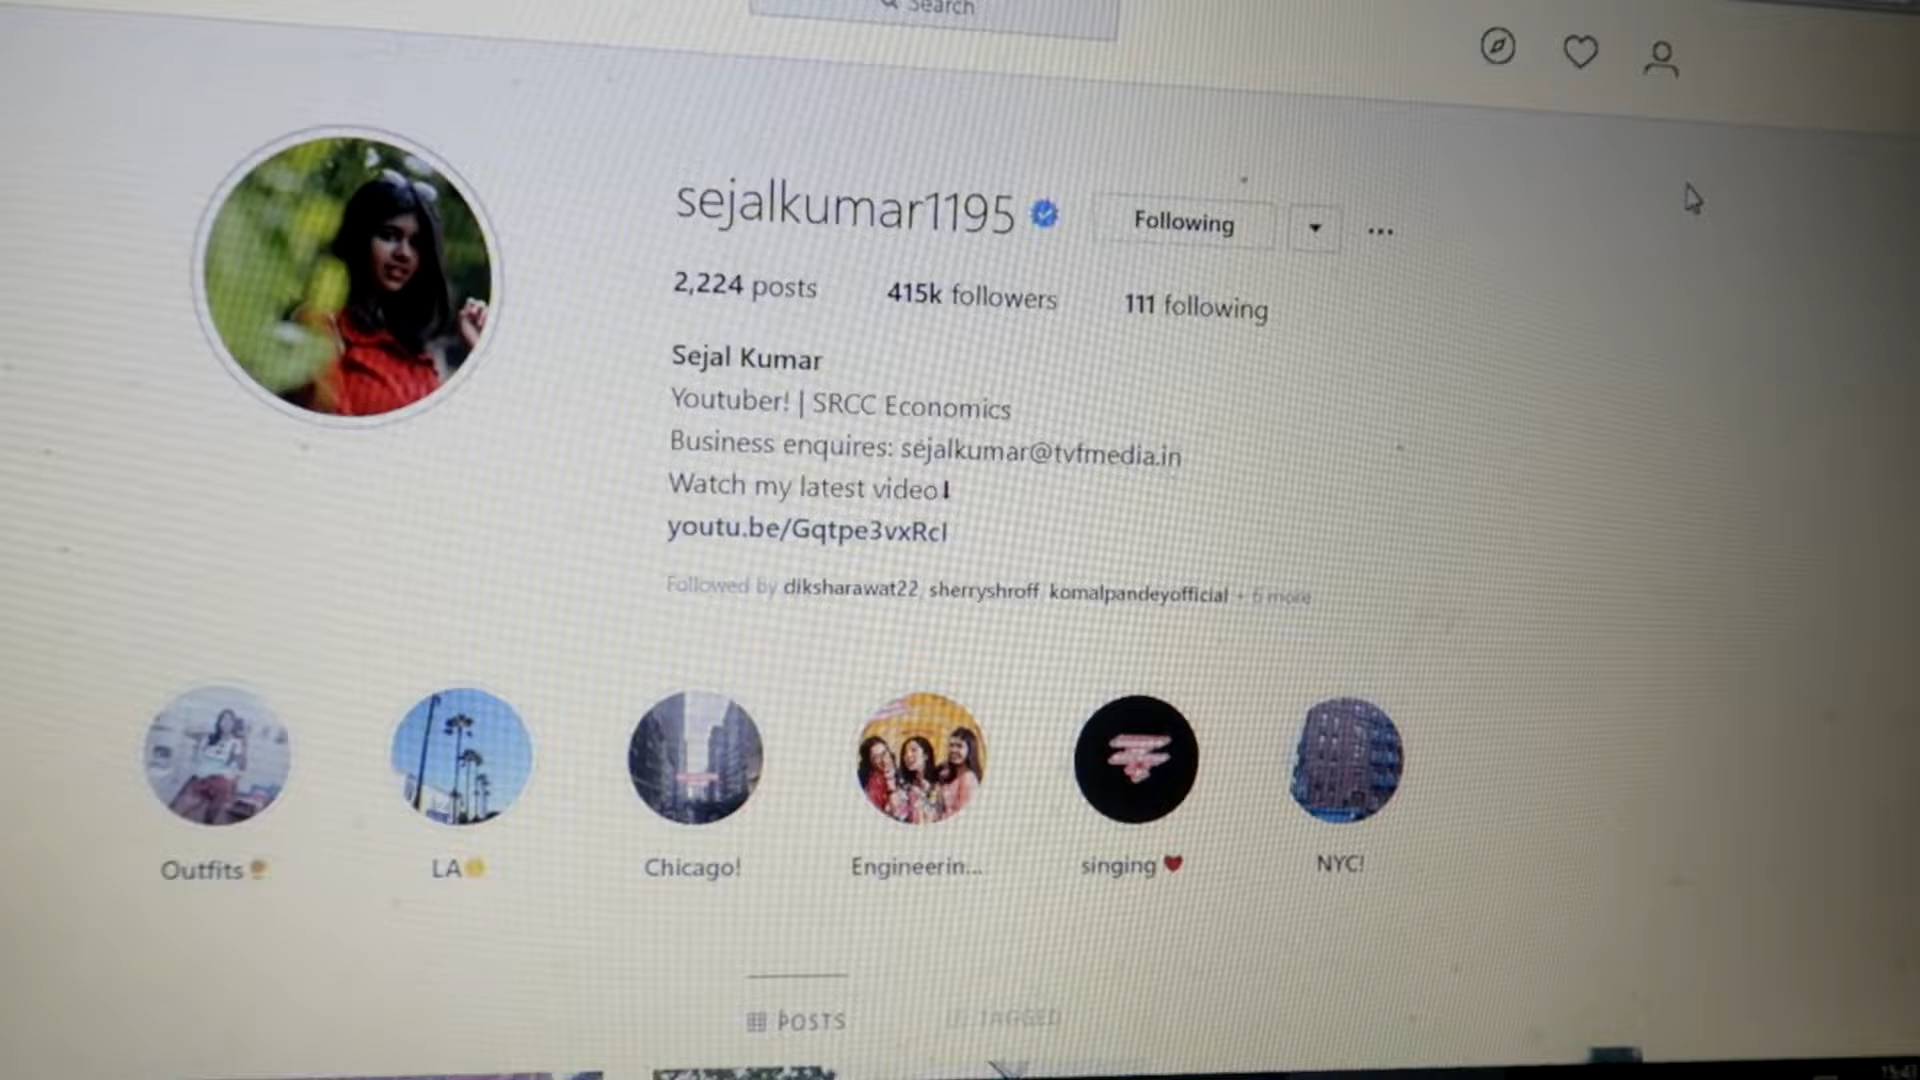 Search
sejalkumar1195 Following
2,224 posts 415k followers 111 following
Sejal Kumar
Youtuber! | SRCC Economics
Business enquires: sejalkumar@tvfmedia.in
Watch my latest video⬇
youtu.be/Gqtpe3vxRcI
Followed by diksharawat22, sherryshroff, komalpandeyofficial + 6 more
Outfits LA Chicago! Engineerin... singing ❤ NYC!
POSTS TAGGED